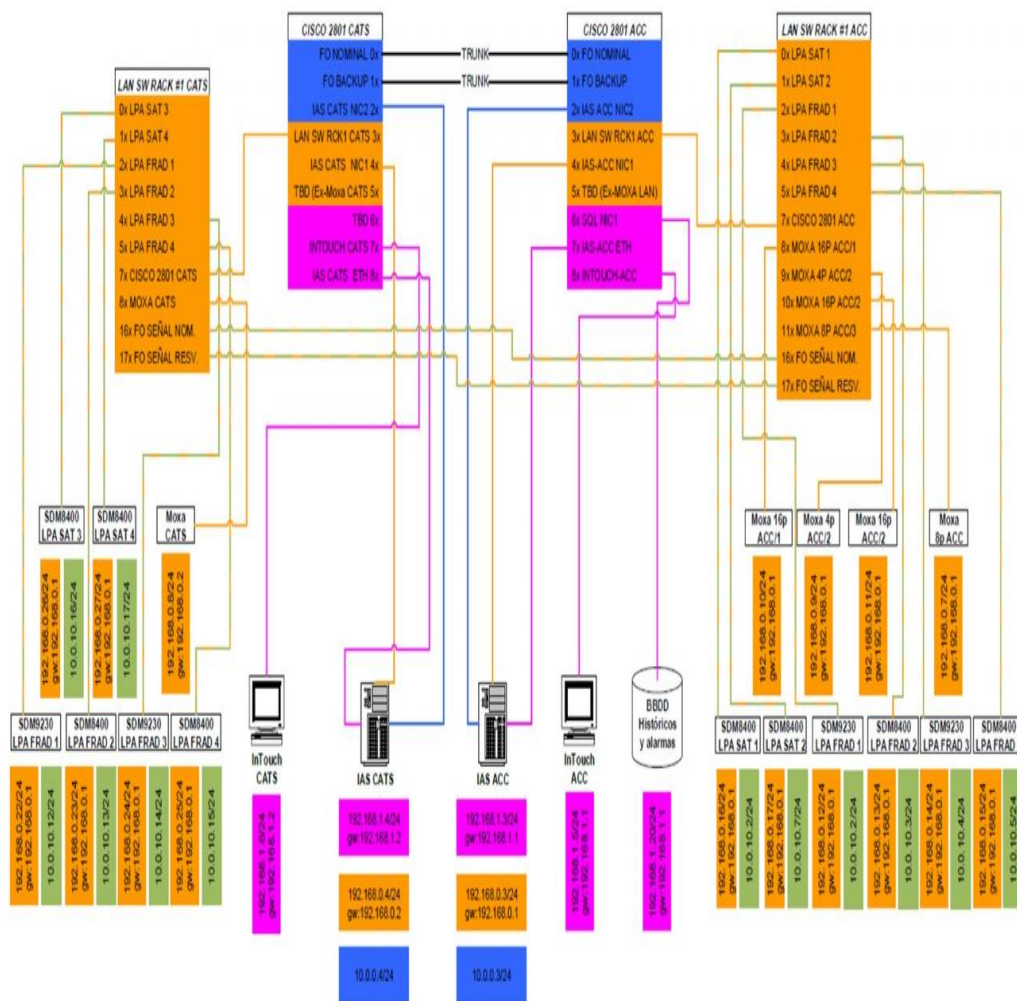 CISCO 2801 CATS
FO NOMINAL 0x
FO BACKUP 1x
IAS CATS NIC2 2x
LAN SW RCK1 CATS 3x
IAS CATS NIC1 4x
TBD (Ex-Moxa CATS 5x
TBD 6x
INTOUCH CATS 7x
IAS CATS ETH 8x
TRUNK
TRUNK
CISCO 2801 ACC
0x FO NOMINAL
1x FO BACKUP
2x IAS ACC NIC2
3x LAN SW RCK1 ACC
4x IAS-ACC NIC1
5x TBD (Ex-MOXA LAN)
6x SQL NIC1
7x IAS-ACC ETH
8x INTOUCH-ACC
LAN SW RACK #1 ACC
0x LPA SAT 1
1x LPA SAT 2
2x LPA FRAD 1
3x LPA FRAD 2
4x LPA FRAD 3
5x LPA FRAD 4
7x CISCO 2801 ACC
8x MOXA 16P ACC/1
9x MOXA 4P ACC/2
10x MOXA 16P ACC/2
11x MOXA 8P ACC/3
16x FO SEÑAL NOM.
17x FO SEÑAL RESV.
LAN SW RACK #1 CATS
0x LPA SAT 3
1x LPA SAT 4
2x LPA FRAD 1
3x LPA FRAD 2
4x LPA FRAD 3
5x LPA FRAD 4
7x CISCO 2801 CATS
8x MOXA CATS
16x FO SEÑAL NOM.
17x FO SEÑAL RESV.
SDM8400
LPA SAT 3
SDM8400
LPA SAT 4
Moxa
CATS
192.168.0.26/24
gw:192.168.0.1
10.0.10.16/24
192.168.0.27/24
gw:192.168.0.1
10.0.10.17/24
192.168.0.8/24
gw:192.168.0.2
Moxa 16p
ACC/1
Moxa 4p
ACC/2
Moxa 16p
ACC/2
Moxa
8p ACC
192.168.0.10/24
gw:192.168.0.1
192.168.0.9/24
gw:192.168.0.1
192.168.0.11/24
gw:192.168.0.1
192.168.0.7/24
gw:192.168.0.1
SDM9230
LPA FRAD 1
SDM8400
LPA FRAD 2
SDM9230
LPA FRAD 3
SDM8400
LPA FRAD 4
192.168.0.22/24
gw:192.168.0.1
10.0.10.12/24
192.168.0.23/24
gw:192.168.0.1
10.0.10.13/24
192.168.0.24/24
gw:192.168.0.1
10.0.10.14/24
192.168.0.25/24
gw:192.168.0.1
10.0.10.15/24
InTouch
CATS
192.168.1.6/24
gw:192.168.1.2
IAS CATS
192.168.1.4/24
gw:192.168.1.2
192.168.0.4/24
gw:192.168.0.2
10.0.0.4/24
IAS ACC
192.168.1.3/24
gw:192.168.1.1
192.168.0.3/24
gw:192.168.0.1
10.0.0.3/24
InTouch
ACC
192.168.1.5/24
gw:192.168.1.1
BBDD
Históricos
y alarmas
192.168.1.20/24
gw:192.168.1.1
SDM8400
LPA SAT 1
SDM8400
LPA SAT 2
SDM9230
LPA FRAD 1
SDM8400
LPA FRAD 2
SDM9230
LPA FRAD 3
SDM8400
LPA FRAD 4
192.168.0.16/24
gw:192.168.0.1
10.0.10.2/24
192.168.0.17/24
gw:192.168.0.1
10.0.10.7/24
192.168.0.12/24
gw:192.168.0.1
10.0.10.2/24
192.168.0.13/24
gw:192.168.0.1
10.0.10.3/24
192.168.0.14/24
gw:192.168.0.1
10.0.10.4/24
192.168.0.15/24
gw:192.168.0.1
10.0.10.5/24